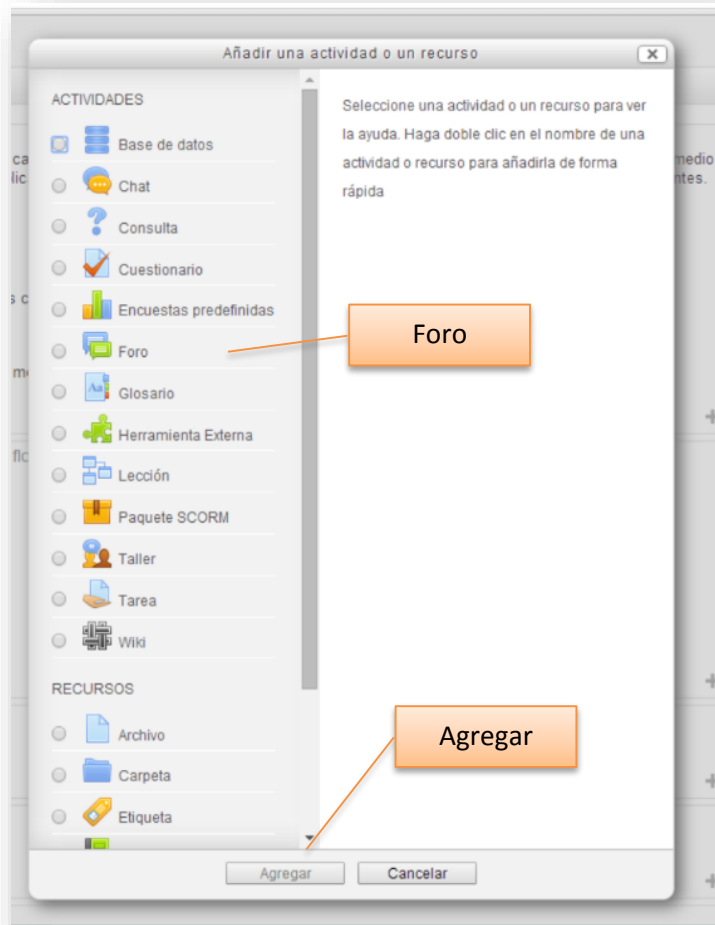 Añadir una actividad o un recurso
ACTIVIDADES
Base de datos
Chat
Consulta
Cuestionario
Encuestas predefinidas
Foro
Glosario
Herramienta Externa
Lección
Paquete SCORM
Taller
Tarea
Wiki
RECURSOS
Archivo
Carpeta
Etiqueta
Seleccione una actividad o un recurso para ver
la ayuda. Haga doble clic en el nombre de una
actividad o recurso para añadirla de forma
rápida
Foro
Agregar
Agregar
Cancelar
medio